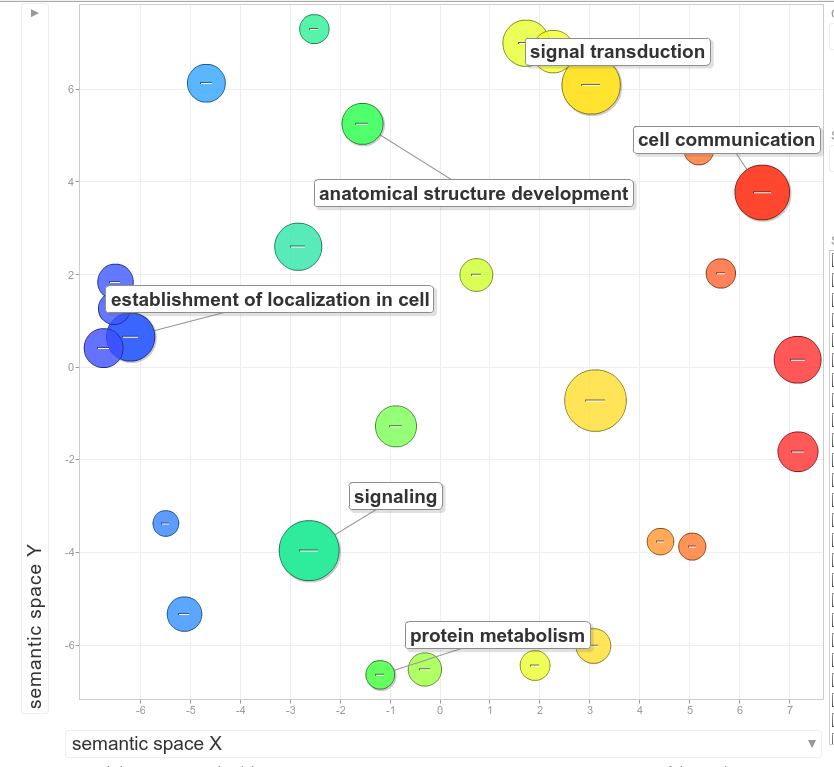 signal transduction
6
cell communication
4
anatomical structure development
2
establishment of localization in cell
0
-2
signaling
-4
protein metabolism
-6
semantic space Y
-6 -5 -4 -3 -2 -1 0 1 2 3 4 5 6 7
semantic space X